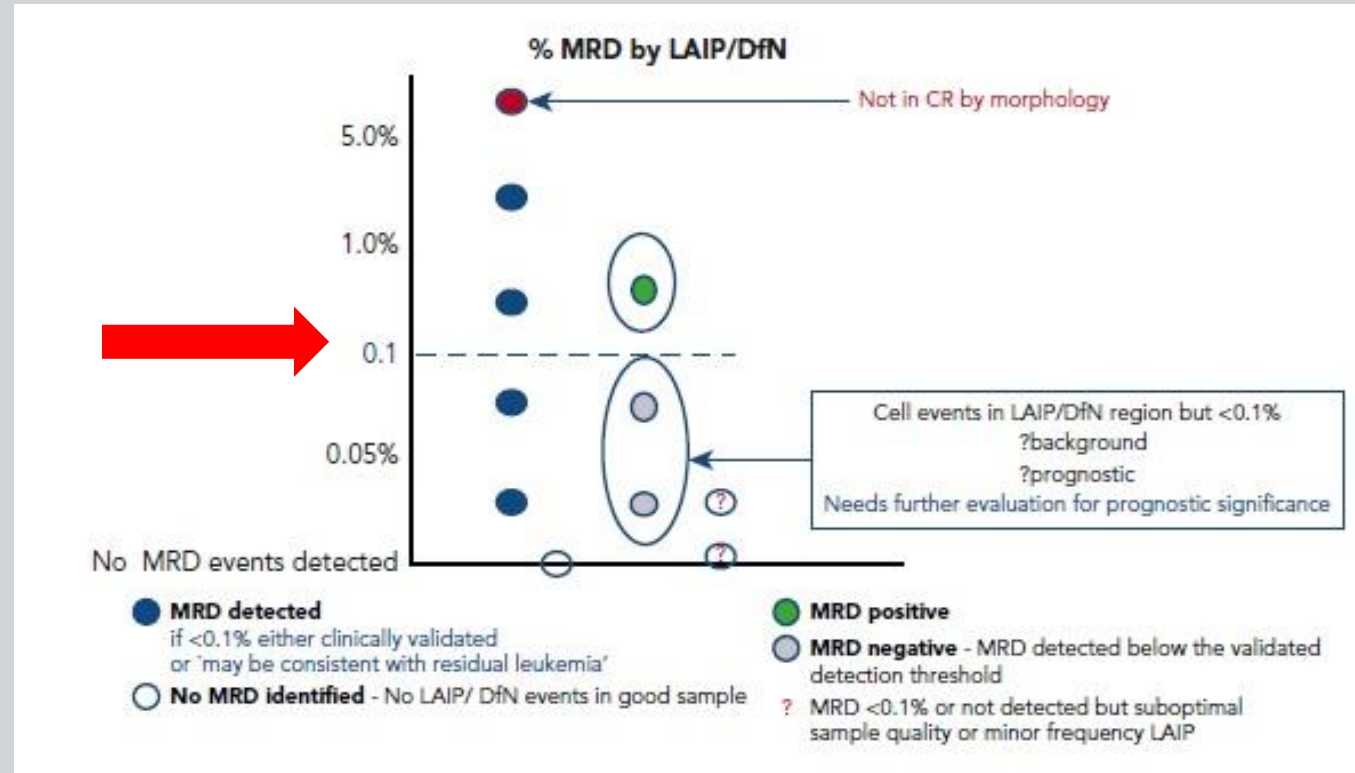 % MRD by LAIP/DfN
Not in CR by morphology
5.0%
1.0%
0.1
0.05%
Cell events in LAIP/DfN region but <0.1%
?background
?prognostic
Needs further evaluation for prognostic significance
?
?
No MRD events detected
MRD detected
if <0.1% either clinically validated
or `may be consistent with residual leukemia'
No MRD identified - No LAIP/ DfN events in good sample
MRD positive
MRD negative - MRD detected below the validated
detection threshold
? MRD <0.1% or not detected but suboptimal
sample quality or minor frequency LAIP